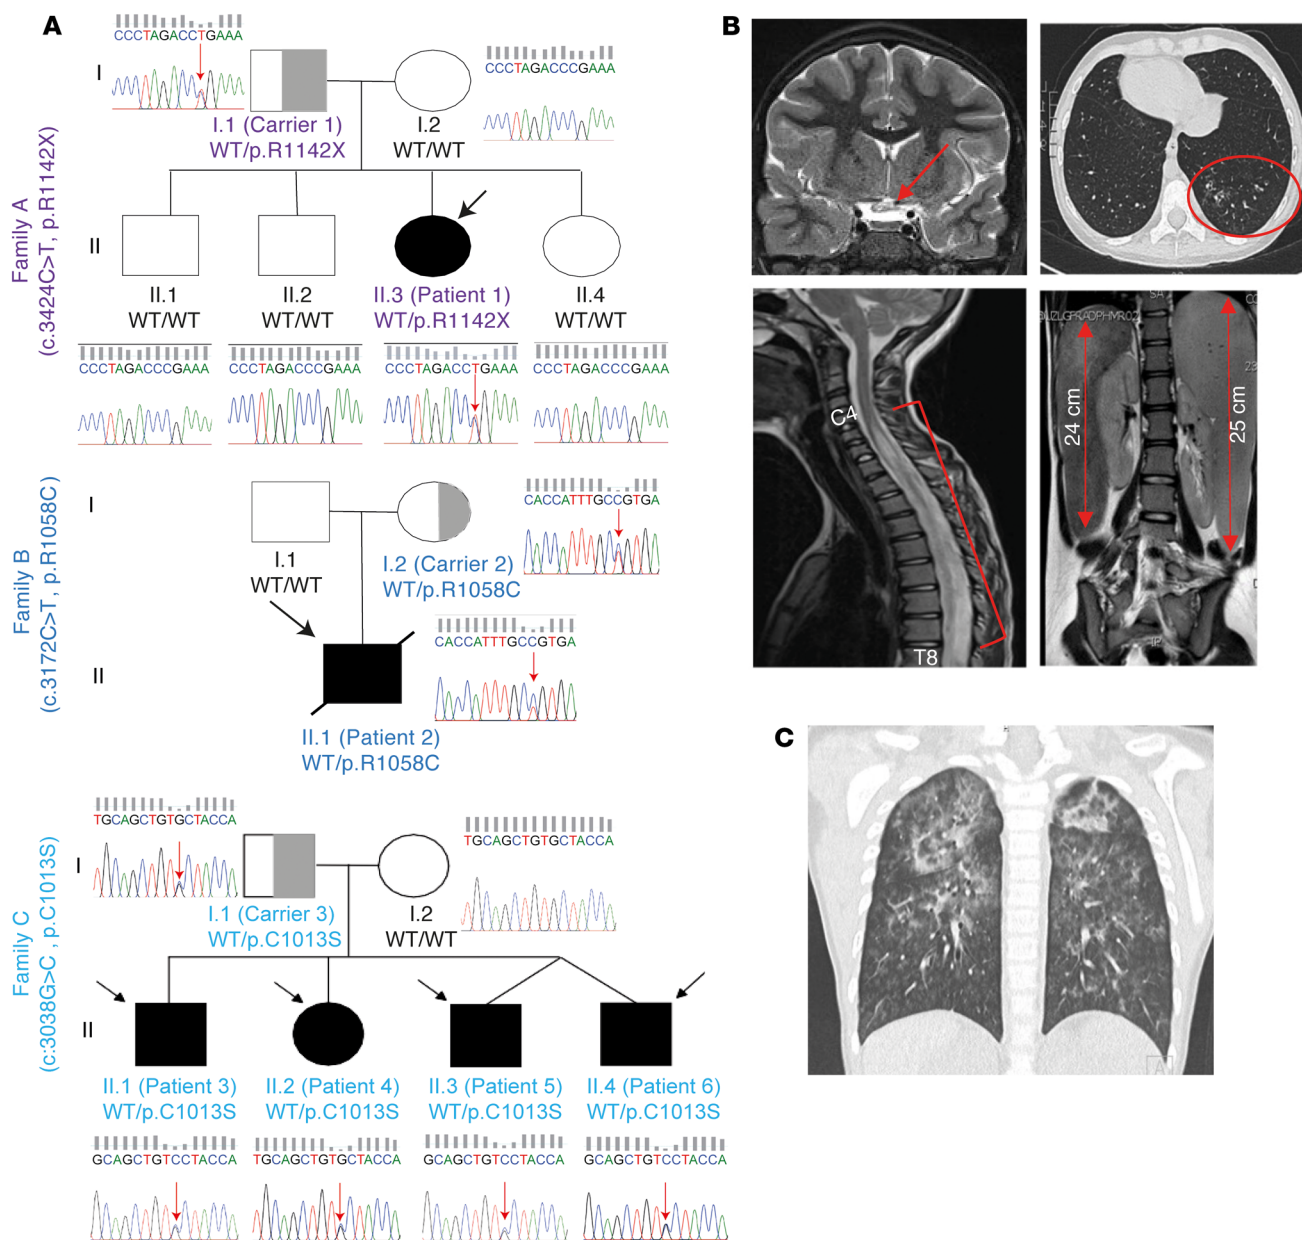 A
B
CCCTAGACCTGAAA
CCCTAGACCCGAAA
I
I.1 (Carrier 1)
WT/p.R1142X
I.2
WT/WT
Family A
(c.3424C>T, p.R1142X)
II
II.1
WT/WT
II.2
WT/WT
II.3 (Patient 1)
WT/p.R1142X
II.4
WT/WT
CCCTAGACCCGAAA
CCCTAGACCCGAAA
CCCTAGACCTGAAA
CCCTAGACCCGAAA
I
CACCATTTGCCGTGA
I.1
WT/WT
I.2 (Carrier 2)
WT/p.R1058C
Family B
(c.3172C>T, p.R1058C)
CACCATTTGCCGTGA
II
II.1 (Patient 2)
WT/p.R1058C
TGCAGCTGTGCTACCA
TGCAGCTGTGCTACCA
I
I.1 (Carrier 3)
WT/p.C1013S
I.2
WT/WT
Family C
(c:3038G>C , p.C1013S)
II
II.1 (Patient 3)
WT/p.C1013S
II.2 (Patient 4)
WT/p.C1013S
II.3 (Patient 5)
WT/p.C1013S
II.4 (Patient 6)
WT/p.C1013S
GCAGCTGTCCTACCA
TGCAGCTGTGCTACCA
GCAGCTGTCCTACCA
GCAGCTGTCCTACCA
C4
T8
SA
24 cm
25 cm
IP
C